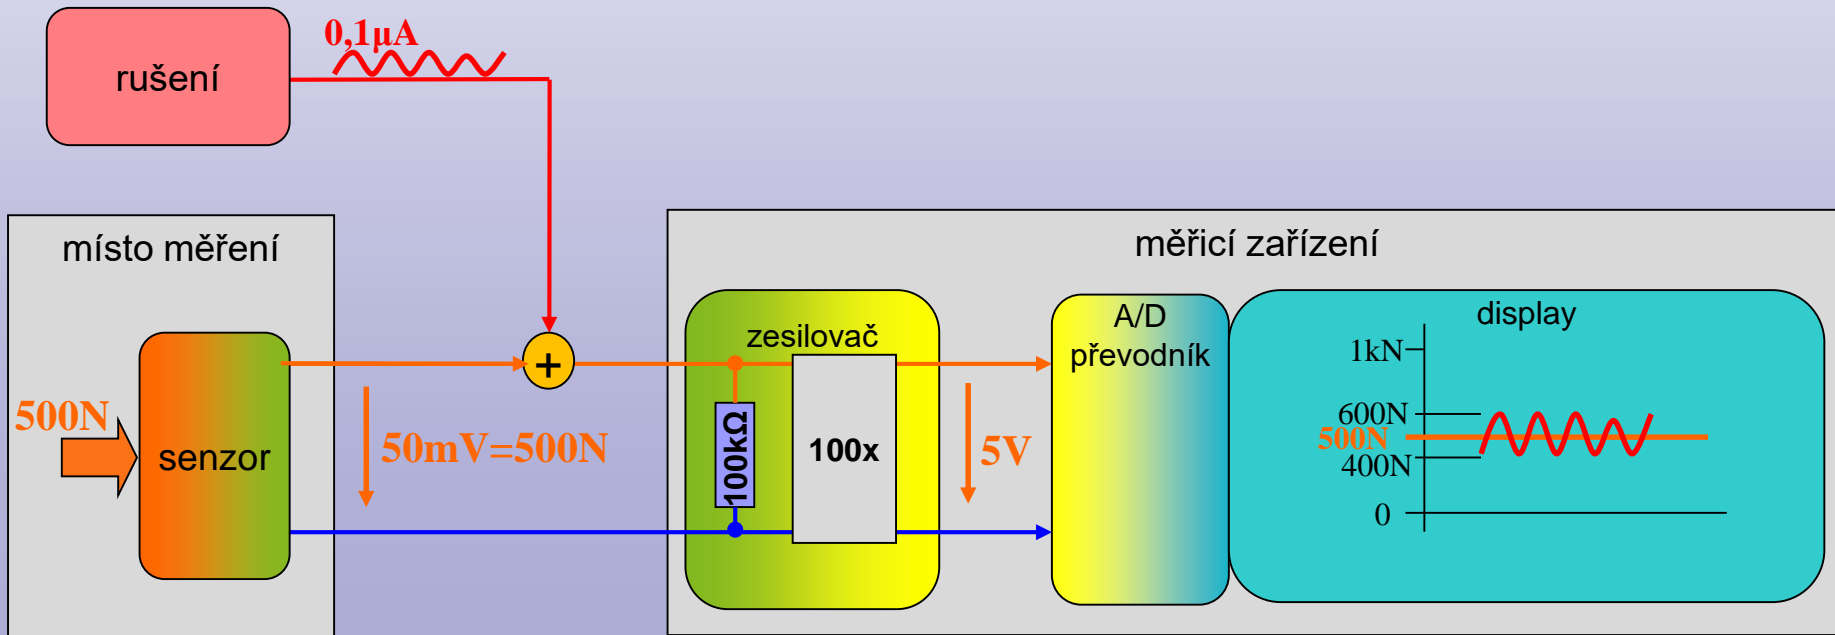 0,1µA
rušení
místo měření
měřicí zařízení
zesilovač
A/D
převodník
display
1kN
600N
500N
400N
0
500N
senzor
50mV=500N
+
100kΩ
100x
5V